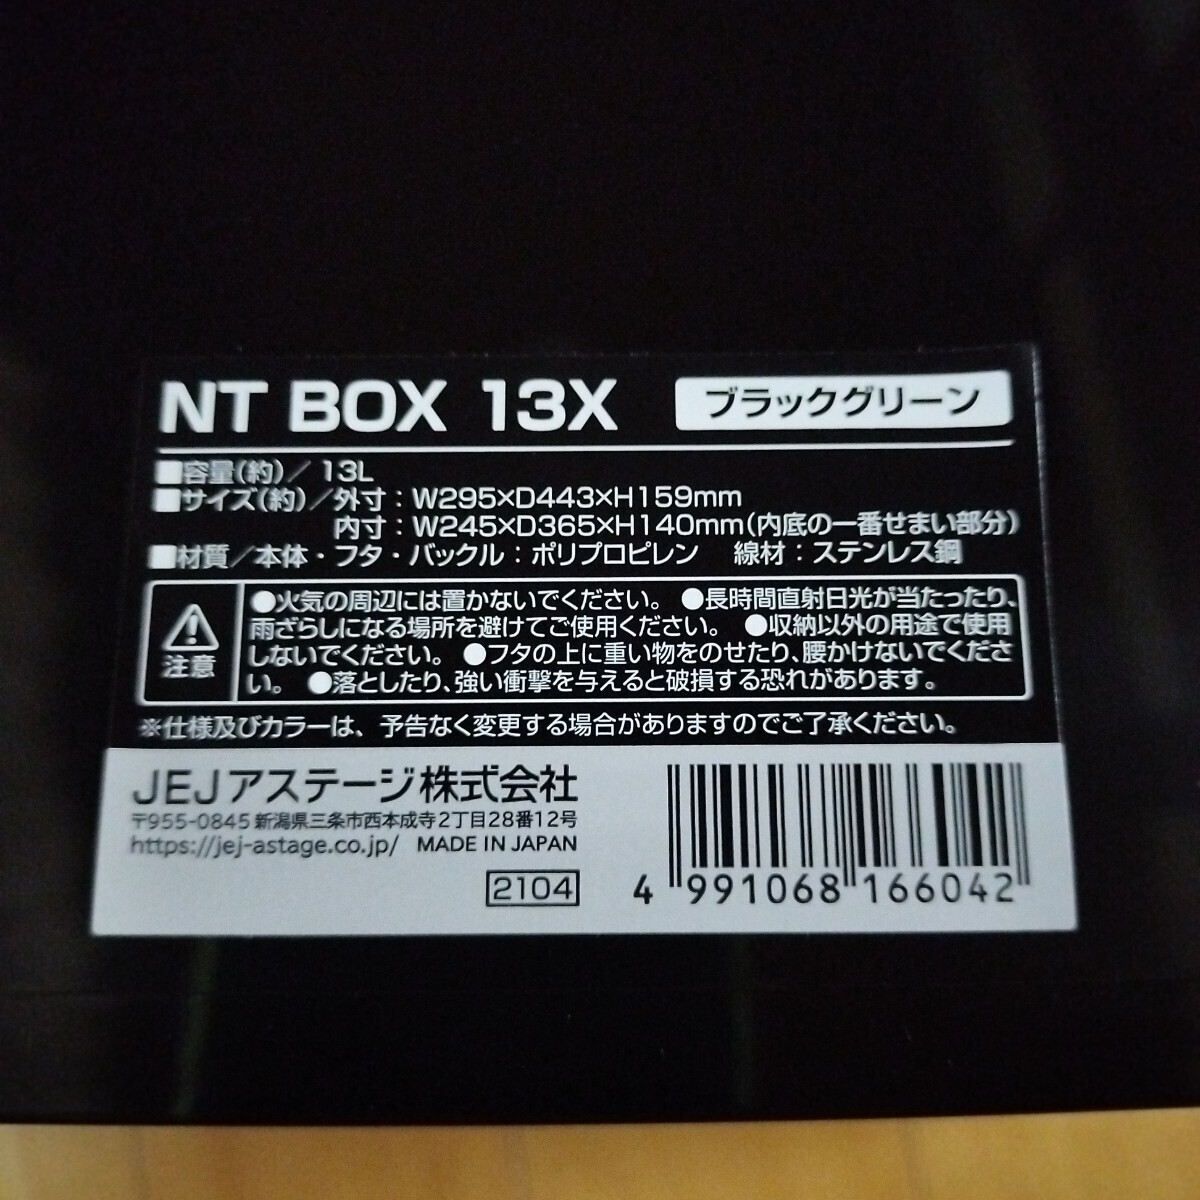 NT BOX 13X ブラックグリーン
■容量(約)／13L
■サイズ(約)／外寸：W295×D443×H159mm
内寸：W245×D365×H140mm(内底の一番せまい部分)
■材質／本体・フタ・バックル：ポリプロピレン 線材：ステンレス鋼
注意
●火気の周辺には置かないでください。 ●長時間直射日光が当たったり、
雨ざらしになる場所を避けてご使用ください。 ●収納以外の用途で使用
しないでください。 ●フタの上に重い物をのせたり、腰かけないでくださ
い。 ●落としたり、強い衝撃を与えると破損する恐れがあります。
※仕様及びカラーは、予告なく変更する場合がありますのでご了承ください。
JEJアステージ株式会社
〒955-0845 新潟県三条市西本成寺2丁目28番12号
https://jej-astage.co.jp/ MADE IN JAPAN
2104
4 991068 166042